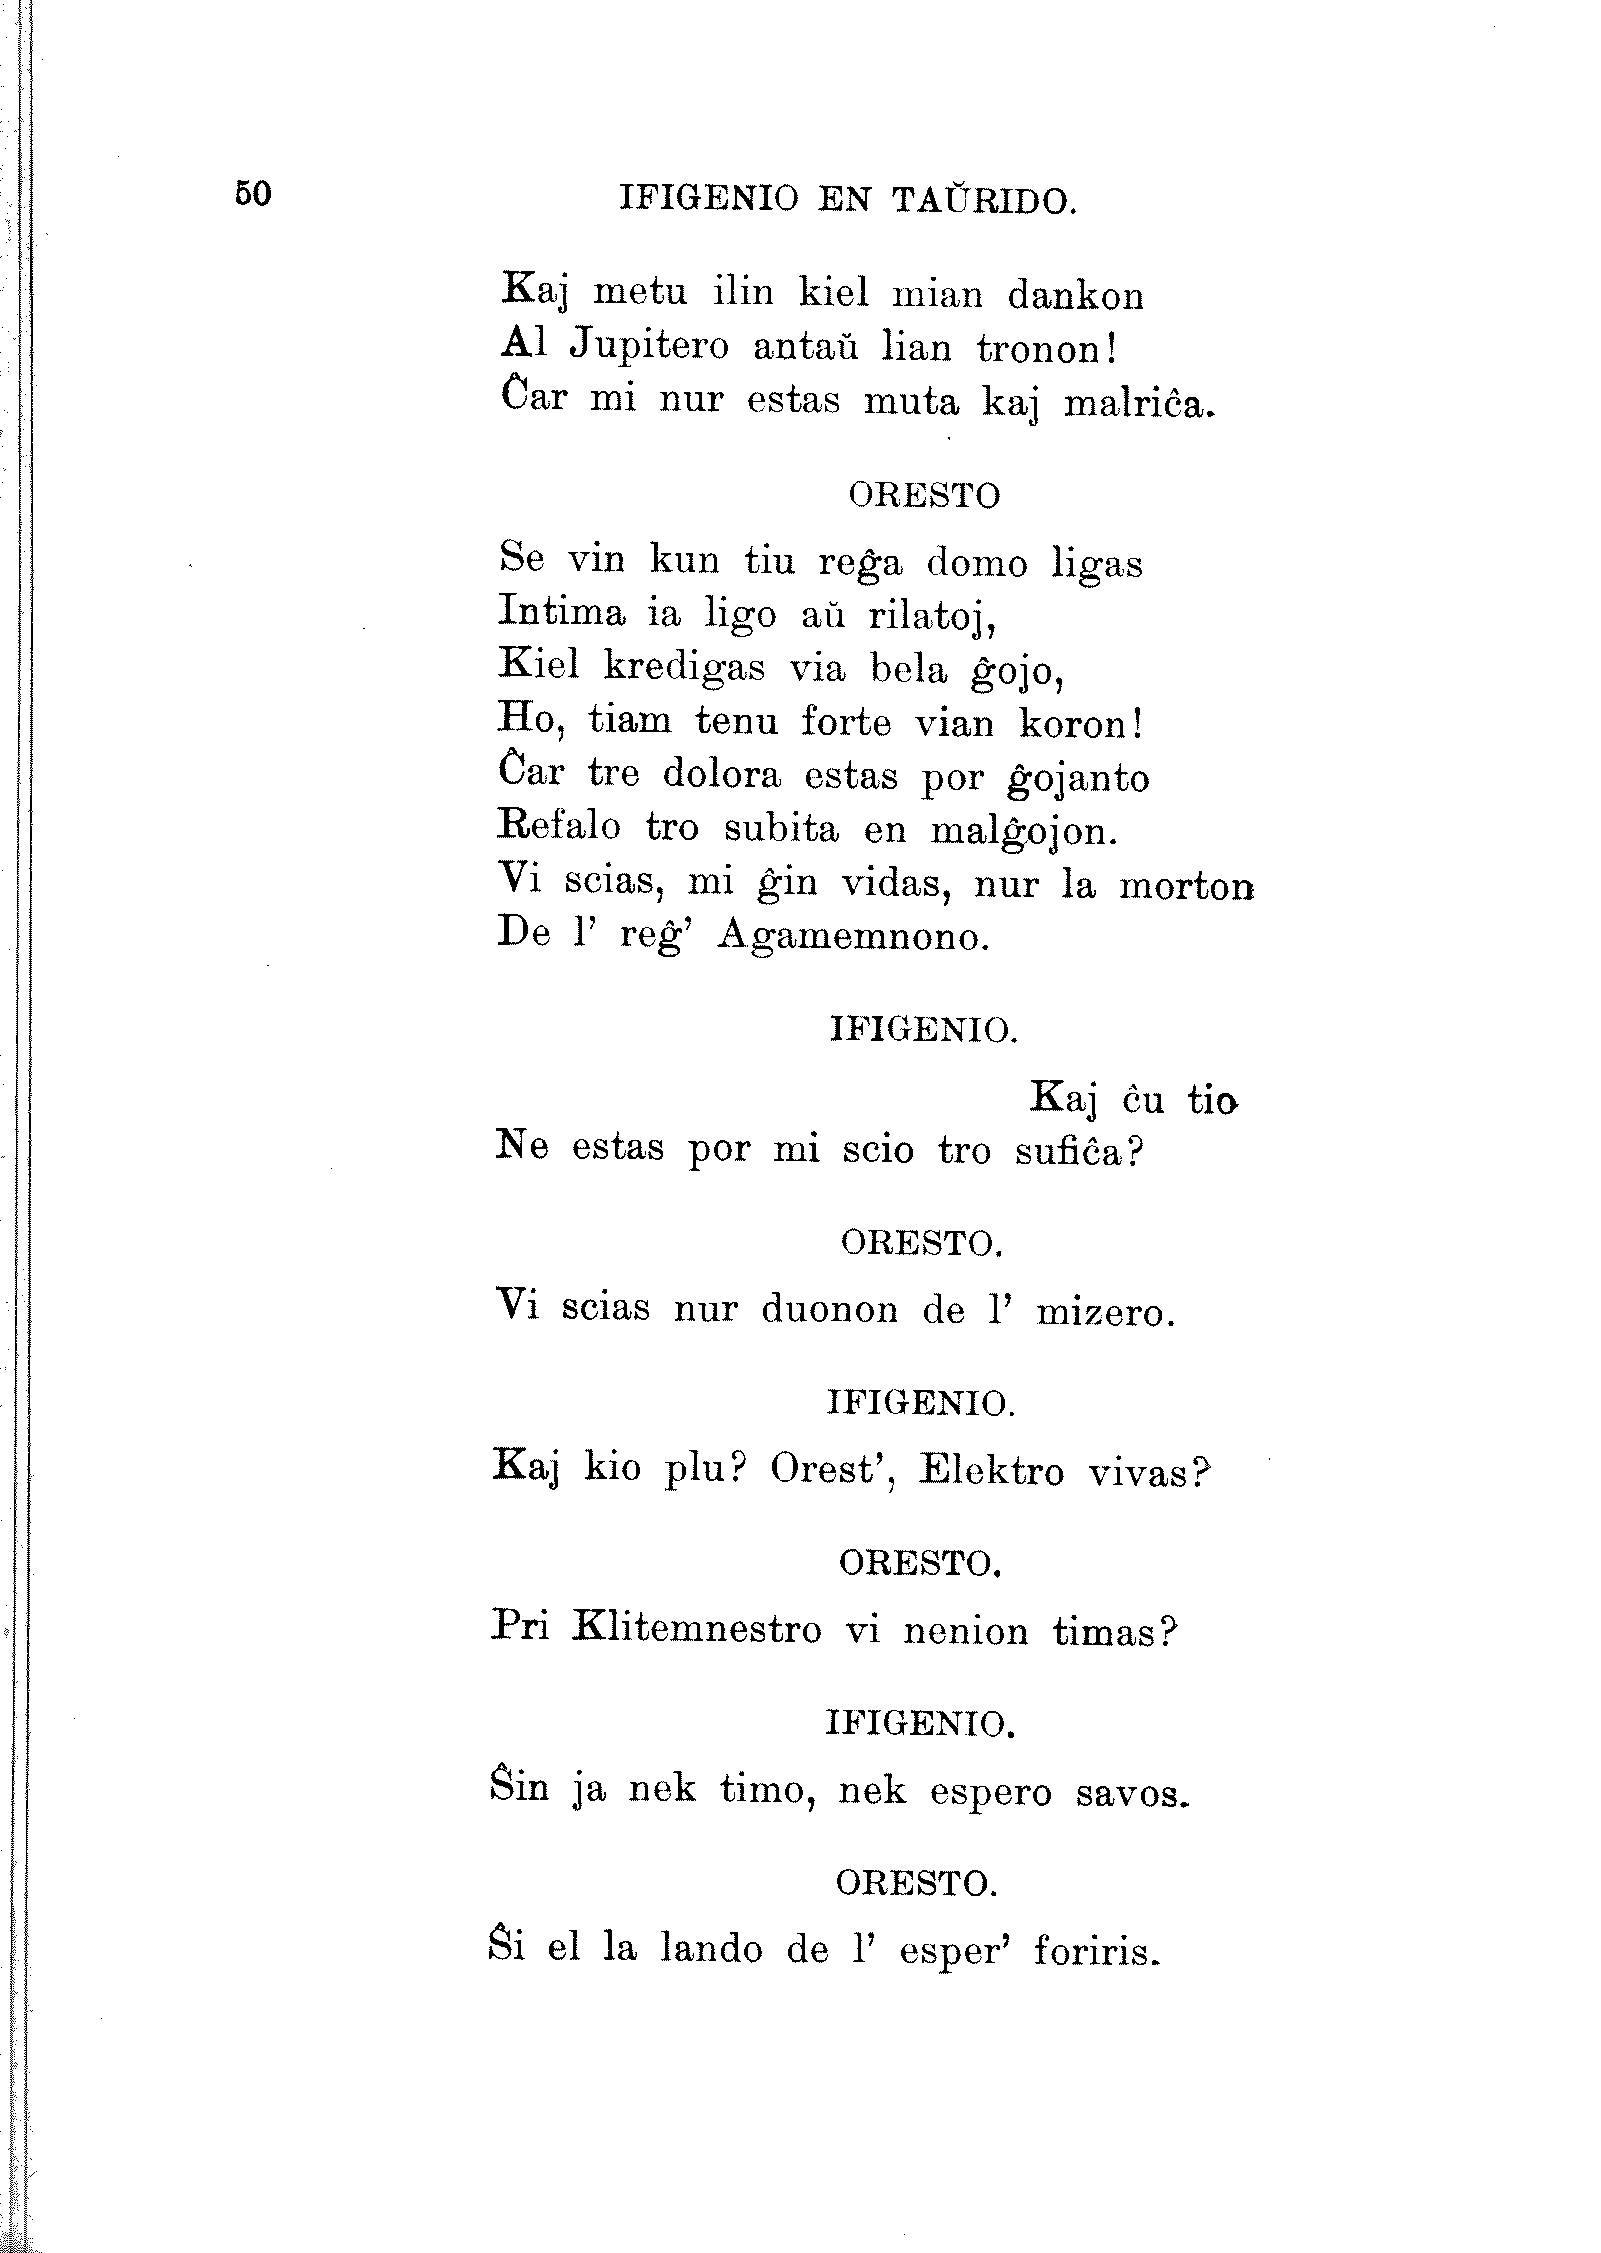 50
IFIGENIO EN TAŬRIDO.
Kaj metu ilin kiel mian dankon
Al Jupitero antaŭ lian tronon!
Ĉar mi nur estas muta kaj malriĉa.
ORESTO
Se vin kun tiu reĝa domo ligas
Intima ia ligo aŭ rilatoj,
Kiel kredigas via bela ĝojo,
Ho, tiam tenu forte vian koron!
Ĉar tre dolora estas por ĝojanto
Refalo tro subita en malĝojon.
Vi scias, mi ĝin vidas, nur la morton
De l’ reĝ’ Agamemnono.
IFIGENIO.
Kaj ĉu tio
Ne estas por mi scio tro sufiĉa?
ORESTO.
Vi scias nur duonon de l’ mizero.
IFIGENIO.
Kaj kio plu? Orest’, Elektro vivas?
ORESTO.
Pri Klitemnestro vi nenion timas?
IFIGENIO.
Ŝin ja nek timo, nek espero savos.
ORESTO.
Ŝi el la lando de l’ esper’ foriris.